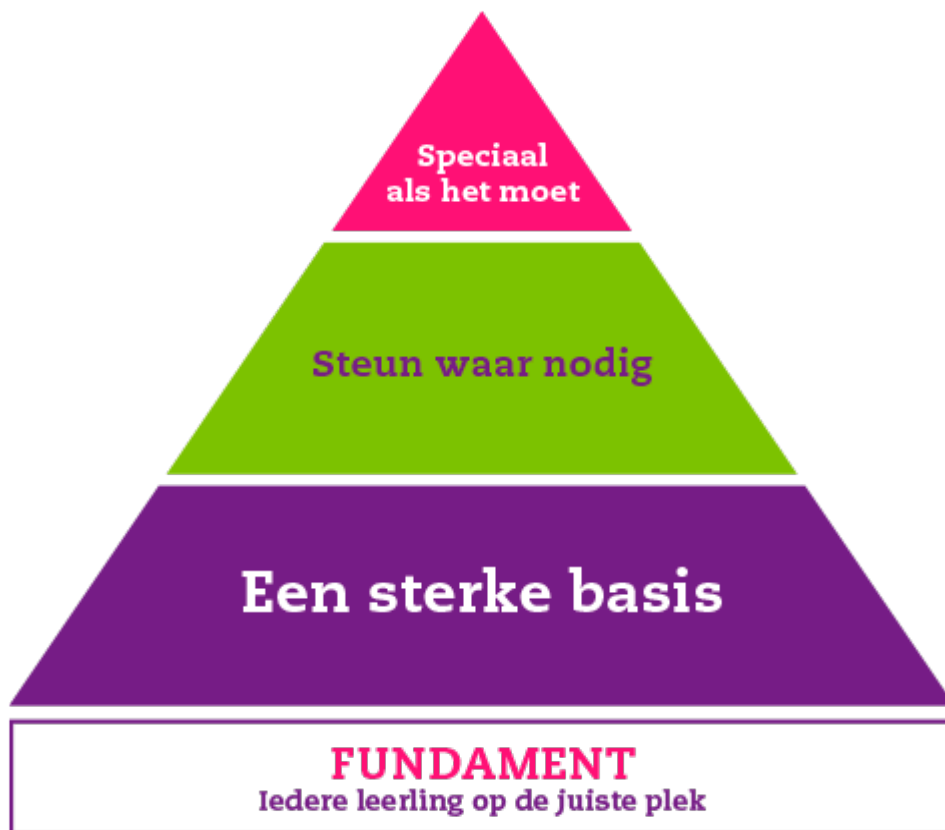 Speciaal
als het moet
Steun waar nodig
Een sterke basis
FUNDAMENT
Iedere leerling op de juiste plek